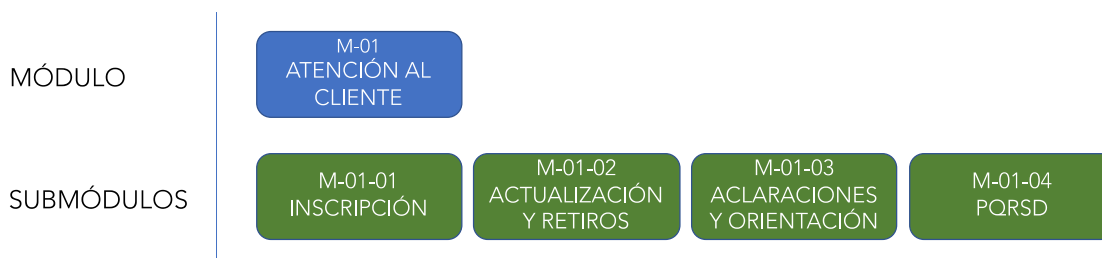 MÓDULO
M-01
ATENCIÓN AL
CLIENTE
SUBMÓDULOS
M-01-01
INSCRIPCIÓN
M-01-02
ACTUALIZACIÓN
Y RETIROS
M-01-03
ACLARACIONES
Y ORIENTACIÓN
M-01-04
PQRSD